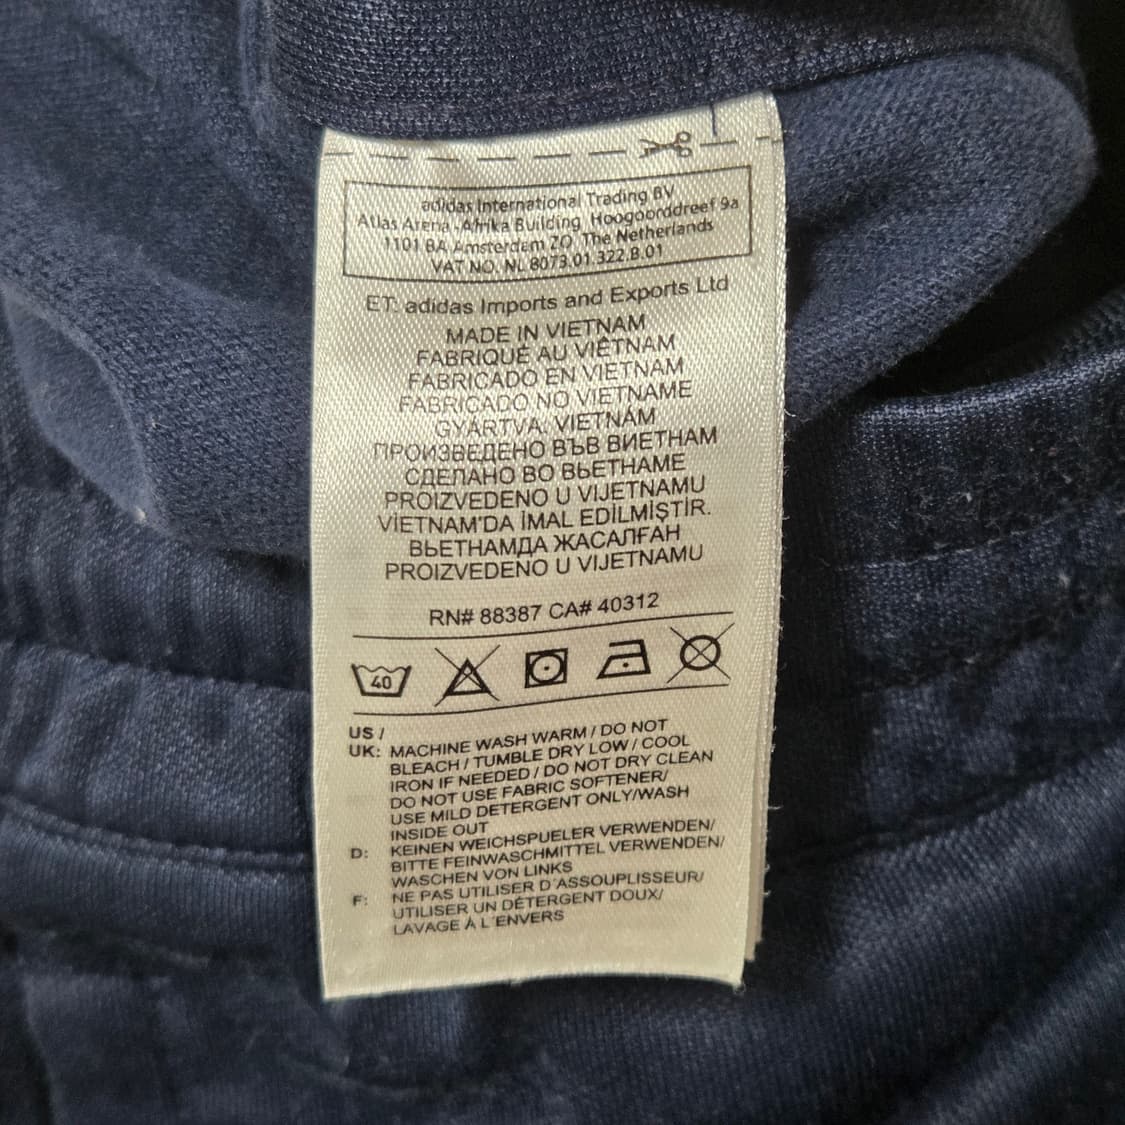 adidas International Trading BV
Atlas Arena -Afrika Building, Hoogoorddreef 9a
1101 BA Amsterdam ZO, The Netherlands
VAT NO. NL 8073.01.322.B.01
ET: adidas Imports and Exports Ltd
MADE IN VIETNAM
FABRIQUÉ AU VIÊTNAM
FABRICADO EN VIETNAM
FABRICADO NO VIETNAME
GYÁRTVA: VIETNÁM
ПРОИЗВЕДЕНО ВЪВ ВИЕТНАМ
СДЕЛАНО ВО ВЬЕТНАМЕ
PROIZVEDENO U VIJETNAMU
VİETNAM'DA İMAL EDİLMİŞTİR.
ВЬЕТНАМДА ЖАСАЛҒАН
PROIZVEDENO U VIJETNAMU
RN# 88387 CA# 40312
40
US /
UK: MACHINE WASH WARM / DO NOT
BLEACH / TUMBLE DRY LOW / COOL
IRON IF NEEDED / DO NOT DRY CLEAN
DO NOT USE FABRIC SOFTENER/
USE MILD DETERGENT ONLY/WASH
INSIDE OUT
D: KEINEN WEICHSPUELER VERWENDEN/
BITTE FEINWASCHMITTEL VERWENDEN/
WASCHEN VON LINKS
F: NE PAS UTILISER D´ASSOUPLISSEUR/
UTILISER UN DÉTERGENT DOUX/
LAVAGE À L´ENVERS